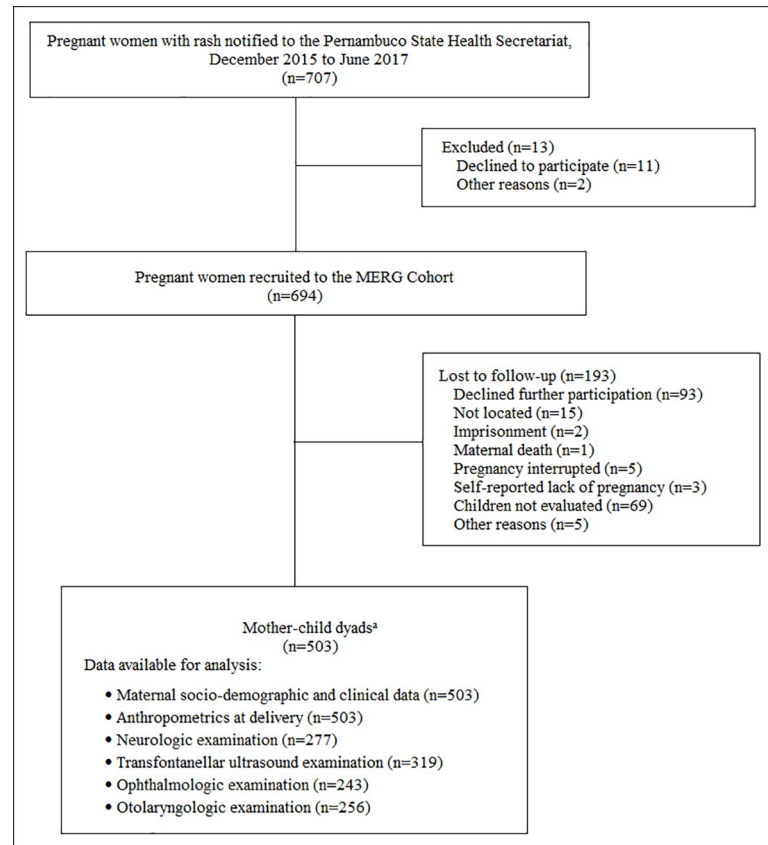 Pregnant women with rash notified to the Pernambuco State Health Secretariat,
December 2015 to June 2017
(n=707)
Excluded (n=13)
Declined to participate (n=11)
Other reasons (n=2)
Pregnant women recruited to the MERG Cohort
(n=694)
Lost to follow-up (n=193)
Declined further participation (n=93)
Not located (n=15)
Imprisonment (n=2)
Maternal death (n=1)
Pregnancy interrupted (n=5)
Self-reported lack of pregnancy (n=3)
Children not evaluated (n=69)
Other reasons (n=5)
Mother-child dyadsª
(n=503)
Data available for analysis:
• Maternal socio-demographic and clinical data (n=503)
• Anthropometrics at delivery (n=503)
• Neurologic examination (n=277)
• Transfontanellar ultrasound examination (n=319)
• Ophthalmologic examination (n=243)
• Otolaryngologic examination (n=256)